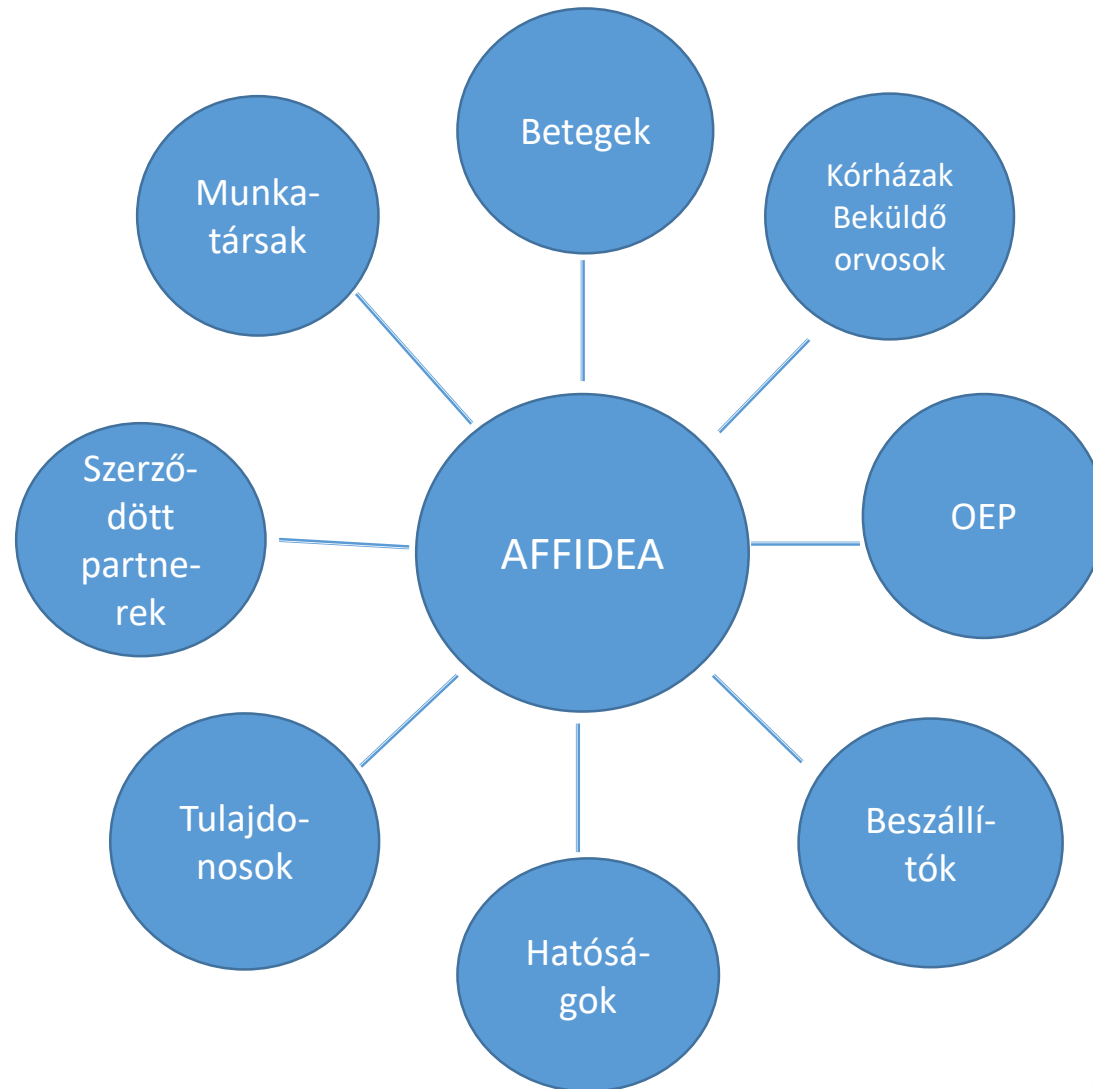 Betegek
Munka-
társak
Kórházak
Beküldő
orvosok
Szerző-
dött
partne-
rek
AFFIDEA
OEP
Tulajdo-
nosok
Beszállí-
tók
Hatósá-
gok